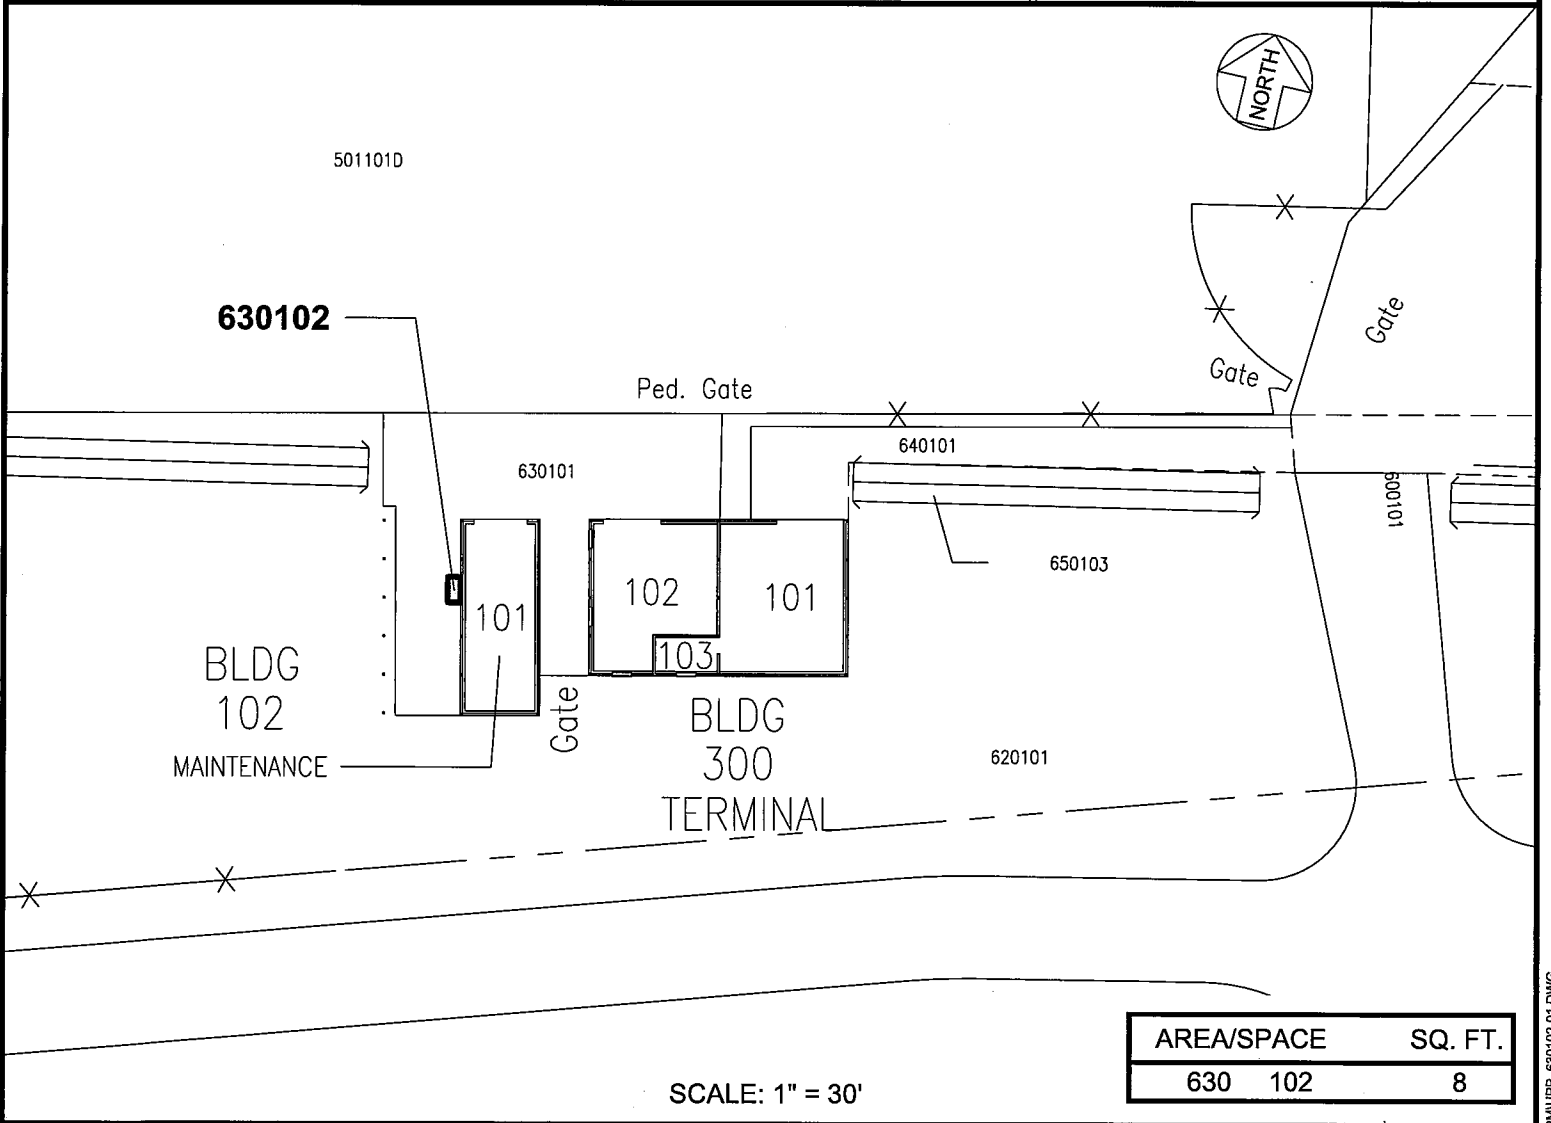 NORTH
501101D
630102
Gate
Gate
Ped. Gate
640101
630101
600101
650103
102
101
101
103
BLDG
102
Gate
BLDG
300
TERMINAL
MAINTENANCE
620101
AREA/SPACE SQ. FT.
630 102 8
SCALE: 1" = 30'